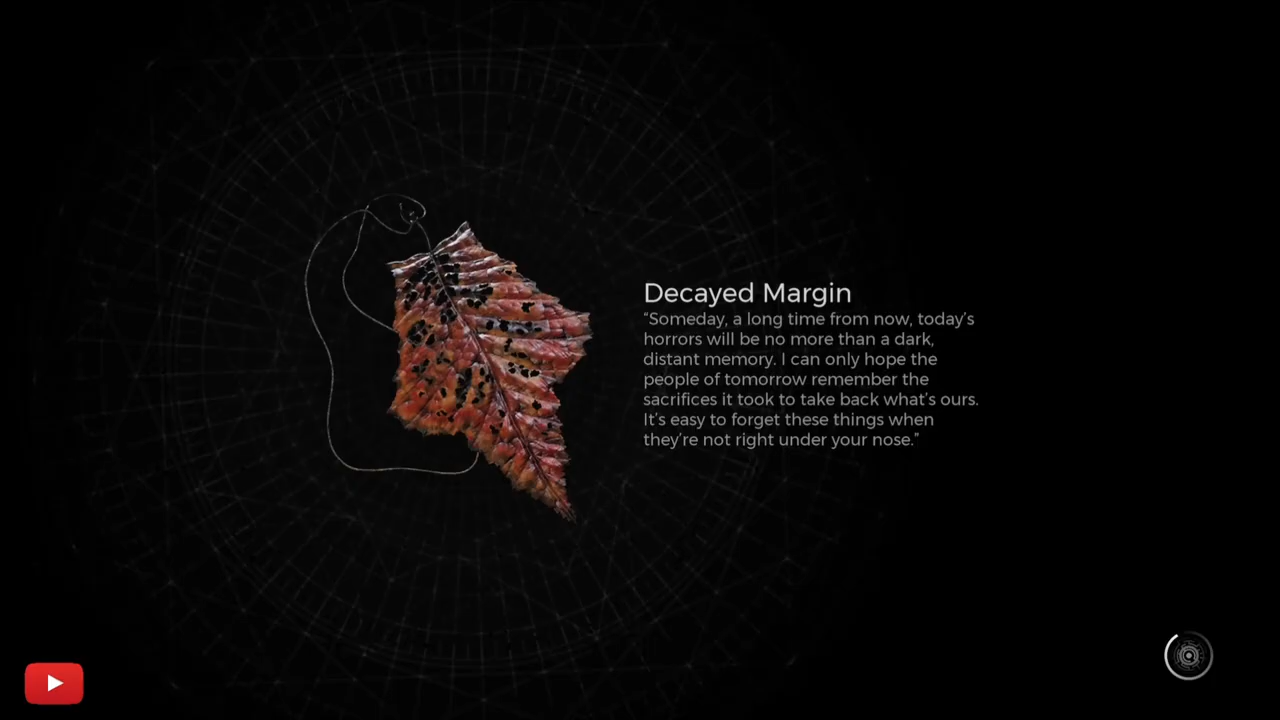 Decayed Margin
“Someday, a long time from now, today’s
horrors will be no more than a dark,
distant memory. I can only hope the
people of tomorrow remember the
sacrifices it took to take back what’s ours.
It’s easy to forget these things when
they’re not right under your nose.”